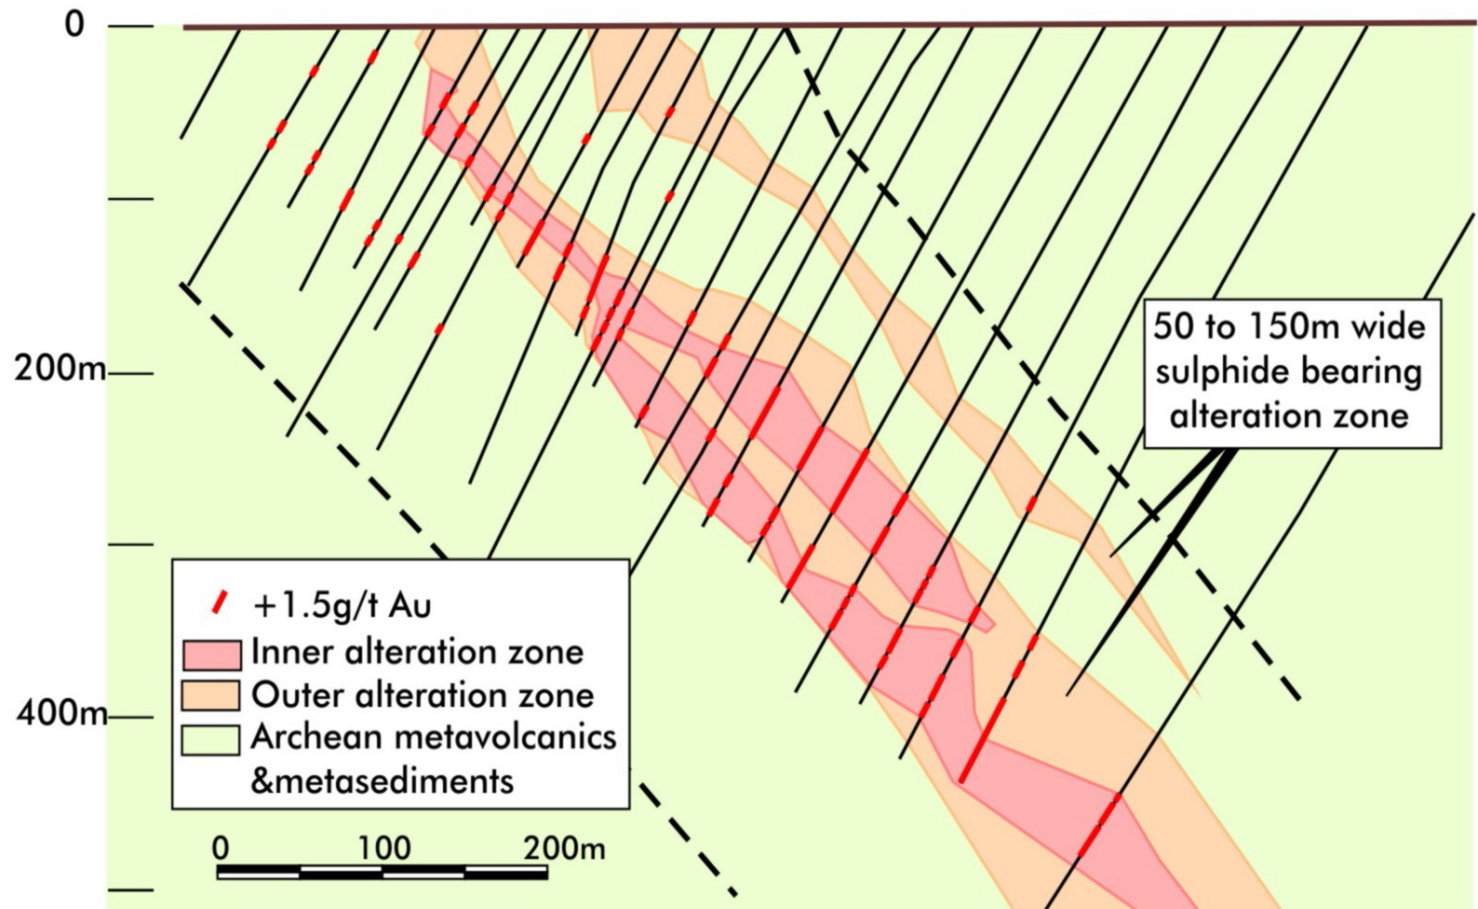 0
200m
400m
50 to 150m wide
sulphide bearing
alteration zone
+1.5g/t Au
Inner alteration zone
Outer alteration zone
Archean metavolcanics
&metasediments
0 100 200m